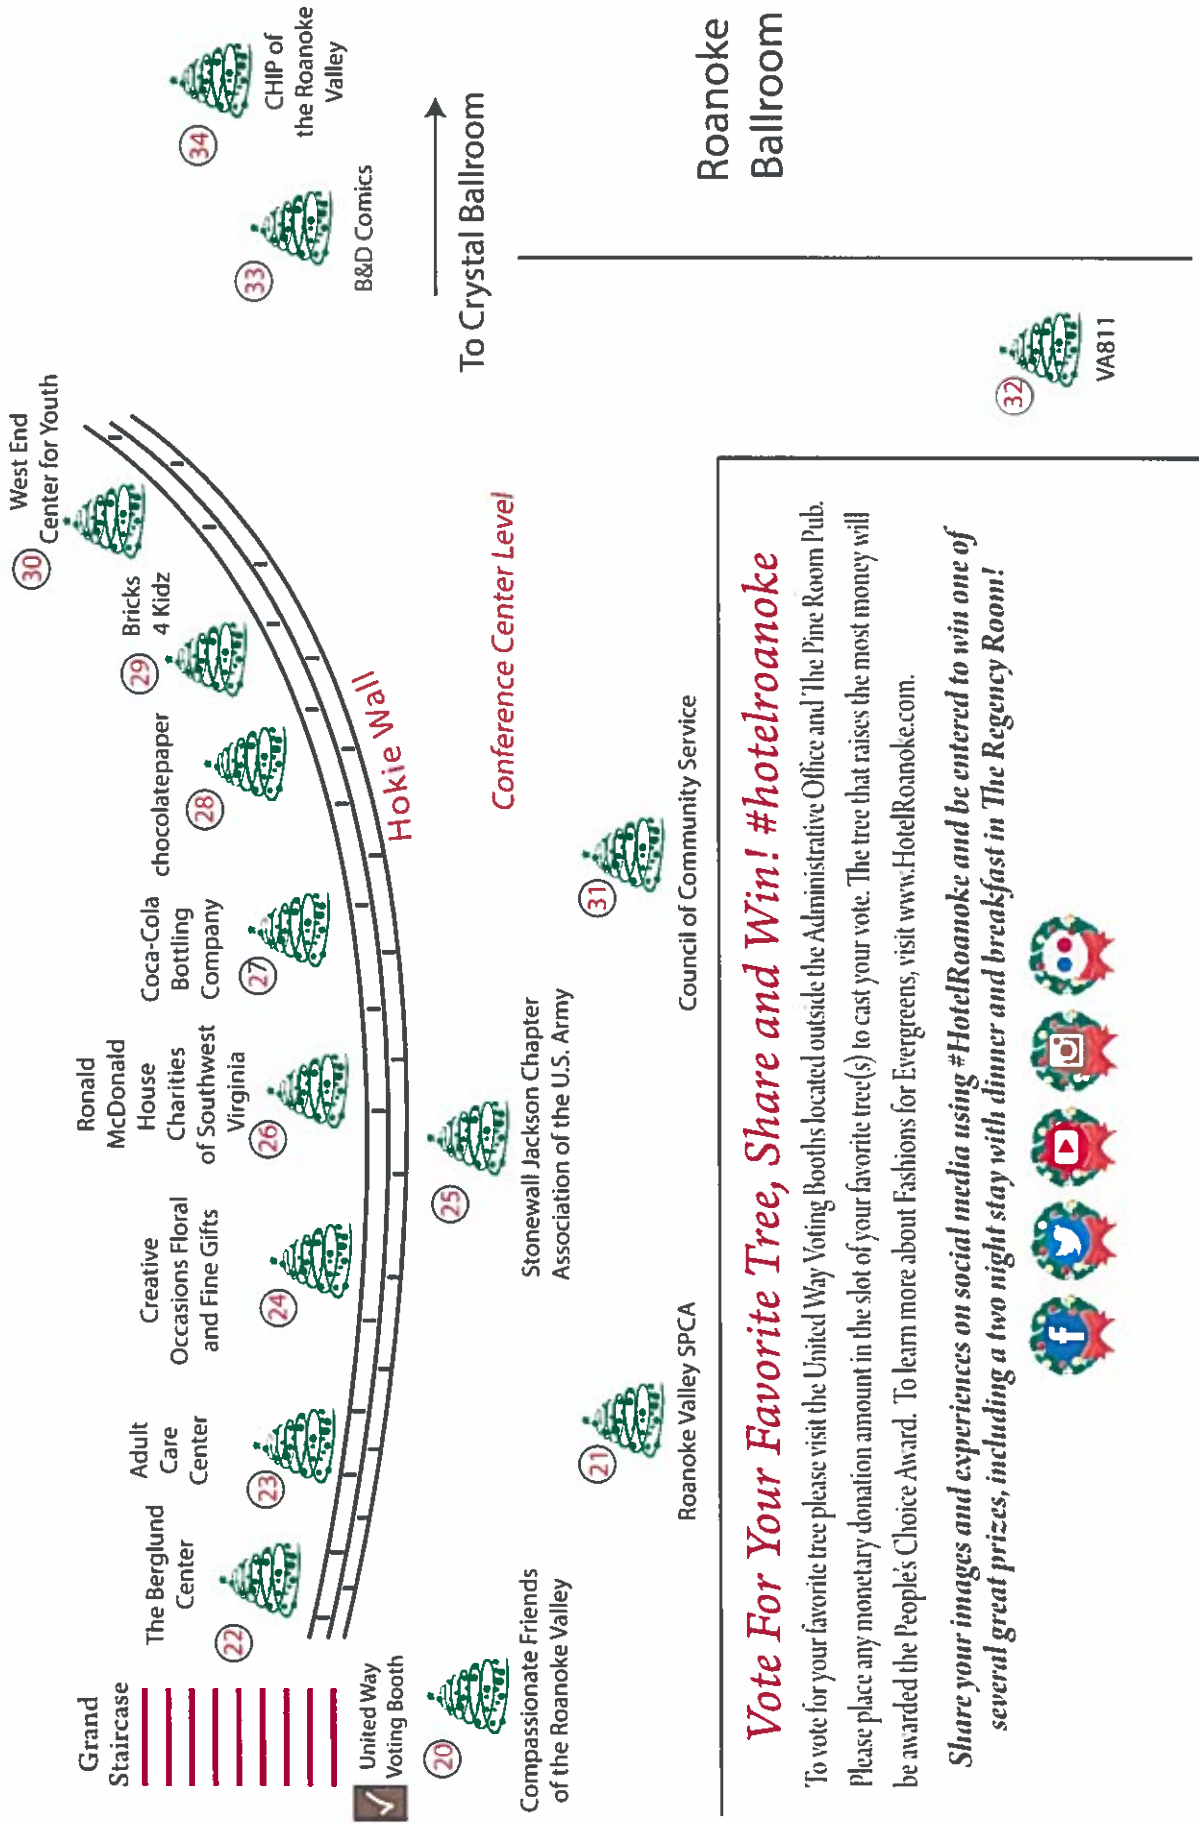 Grand
Staircase
United Way
Voting Booth
20
Compassionate Friends
of the Roanoke Valley
The Berglund
Center
22
Adult
Care
Center
23
Creative
Occasions Floral
and Fine Gifts
24
Ronald
McDonald
House
Charities
of Southwest
Virginia
26
Coca-Cola
Bottling
Company
27
chocolatepaper
28
Bricks
4 Kidz
29
West End
Center for Youth
30
Hokie Wall
25
Stonewall Jackson Chapter
Association of the U.S. Army
Conference Center Level
21
Roanoke Valley SPCA
31
Council of Community Service
34
CHIP of
the Roanoke
Valley
33
B&D Comics
To Crystal Ballroom
Roanoke
Ballroom
32
VA811
Vote For Your Favorite Tree, Share and Win! #hotelroanoke
To vote for your favorite tree please visit the United Way Voting Booths located outside the Administrative Office and The Pine Room Pub.
Please place any monetary donation amount in the slot of your favorite tree(s) to cast your vote. The tree that raises the most money will
be awarded the People's Choice Award. To learn more about Fashions for Evergreens, visit www.HotelRoanoke.com.
Share your images and experiences on social media using #HotelRoanoke and be entered to win one of
several great prizes, including a two night stay with dinner and breakfast in The Regency Room!
f